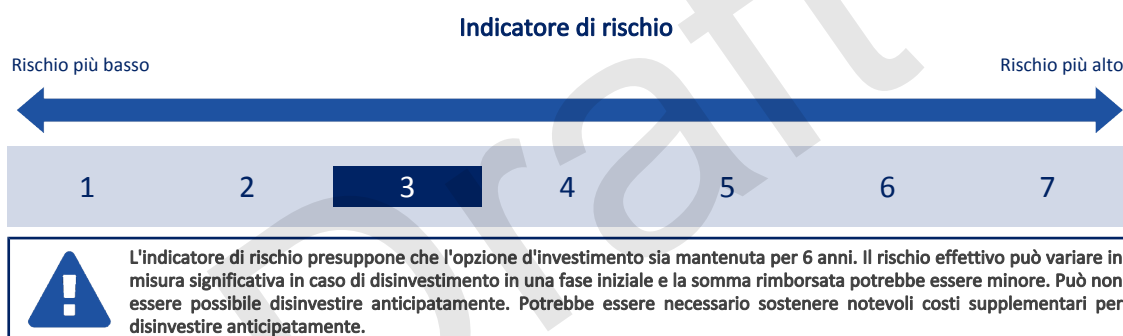 Indicatore di rischio
Rischio più basso
Rischio più alto
1 2 3 4 5 6 7
L'indicatore di rischio presuppone che l'opzione d'investimento sia mantenuta per 6 anni. Il rischio effettivo può variare in
misura significativa in caso di disinvestimento in una fase iniziale e la somma rimborsata potrebbe essere minore. Può non
essere possibile disinvestire anticipatamente. Potrebbe essere necessario sostenere notevoli costi supplementari per
disinvestire anticipatamente.
Draft